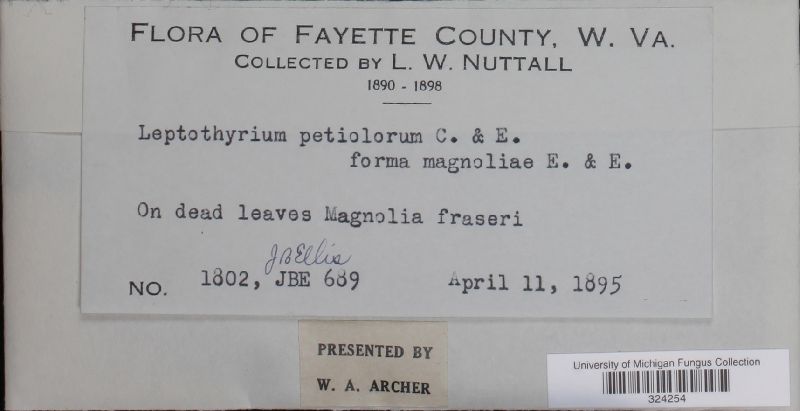 FLORA OF FAYETTE COUNTY, W. VA.
COLLECTED BY L. W. NUTTALL
1890 - 1898
Leptothyrium petiolorum C. & E.
forma magnoliae E. & E.
On dead leaves Magnolia fraseri
J B Ellis
NO. 1802, JBE 689 April 11, 1895
PRESENTED BY
W. A. ARCHER
University of Michigan Fungus Collection
324254